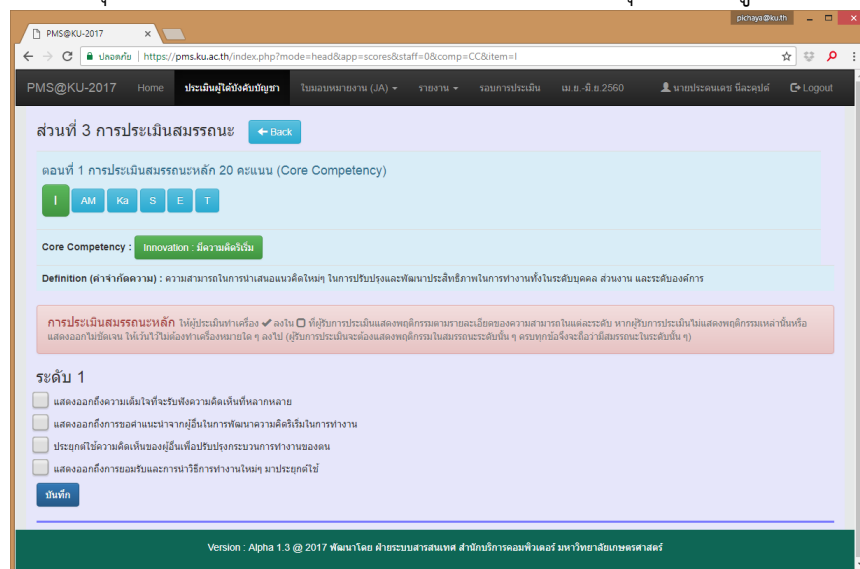 pichaya@ku.th
PMS@KU-2017
ปลอดภัย https://pms.ku.ac.th/index.php?mode=head&app=scores&staff=0&comp=CC&item=I
PMS@KU-2017 Home ประเมินผู้ใต้บังคับบัญชา ใบมอบหมายงาน (JA) รายงาน รอบการประเมิน เม.ย.-มิ.ย.2560 นายประดนเดช นีละคุปต์ Logout
ส่วนที่ 3 การประเมินสมรรถนะ Back
ตอนที่ 1 การประเมินสมรรถนะหลัก 20 คะแนน (Core Competency)
I AM Ka S E T
Core Competency : Innovation : มีความคิดริเริ่ม
Definition (คำจำกัดความ) : ความสามารถในการนำเสนอแนวคิดใหม่ๆ ในการปรับปรุงและพัฒนาประสิทธิภาพในการทำงานทั้งในระดับบุคคล ส่วนงาน และระดับองค์การ
การประเมินสมรรถนะหลัก ให้ผู้ประเมินทำเครื่อง ✔ ลงใน ☐ ที่ผู้รับการประเมินแสดงพฤติกรรมตามรายละเอียดของความสามารถในแต่ละระดับ หากผู้รับการประเมินไม่แสดงพฤติกรรมเหล่านั้นหรือ
แสดงออกไม่ชัดเจน ให้เว้นไว้ไม่ต้องทำเครื่องหมายใด ๆ ลงไป (ผู้รับการประเมินจะต้องแสดงพฤติกรรมในสมรรถนะระดับนั้น ๆ ครบทุกข้อจึงจะถือว่ามีสมรรถนะในระดับนั้น ๆ)
ระดับ 1
แสดงออกถึงความเต็มใจที่จะรับฟังความคิดเห็นที่หลากหลาย
แสดงออกถึงการขอคำแนะนำจากผู้อื่นในการพัฒนาความคิดริเริ่มในการทำงาน
ประยุกต์ใช้ความคิดเห็นของผู้อื่นเพื่อปรับปรุงกระบวนการทำงานของตน
แสดงออกถึงการยอมรับและการนำวิธีการทำงานใหม่ๆ มาประยุกต์ใช้
บันทึก
Version : Alpha 1.3 @ 2017 พัฒนาโดย ฝ่ายระบบสารสนเทศ สำนักบริการคอมพิวเตอร์ มหาวิทยาลัยเกษตรศาสตร์